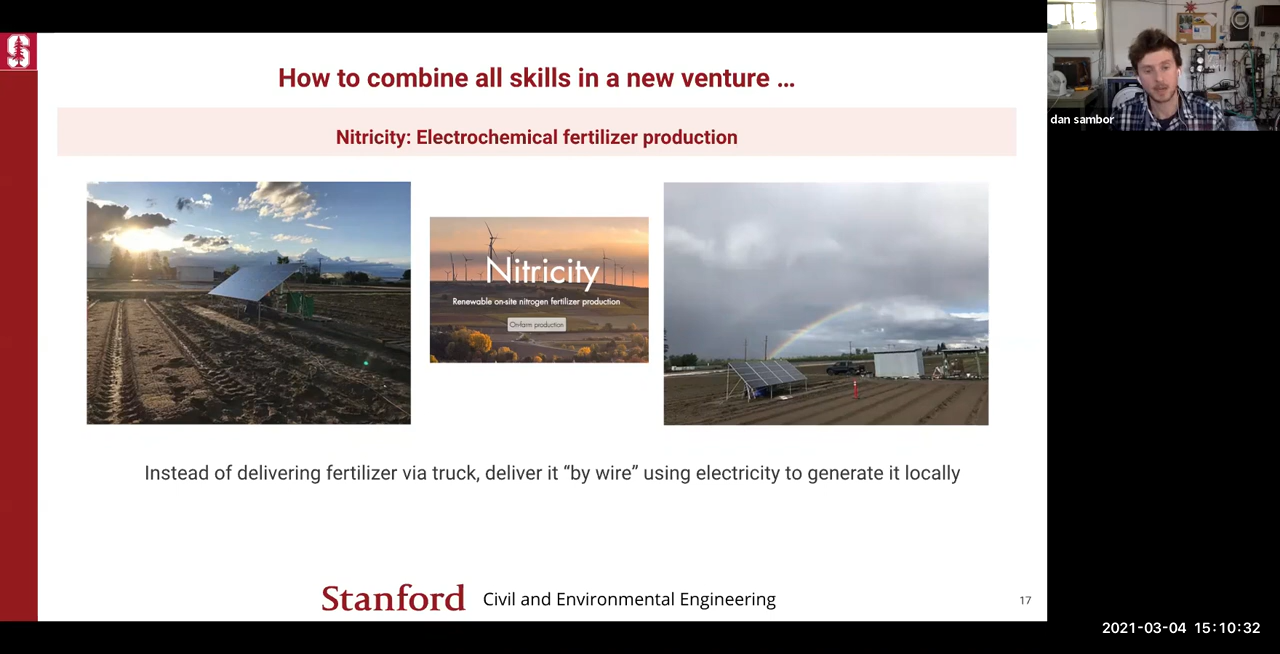 How to combine all skills in a new venture ...
Nitricity: Electrochemical fertilizer production
Nitricity
Renewable on-site nitrogen fertilizer production
On-farm production
Instead of delivering fertilizer via truck, deliver it “by wire” using electricity to generate it locally
Stanford Civil and Environmental Engineering
17
dan sambor
2021-03-04 15:10:32